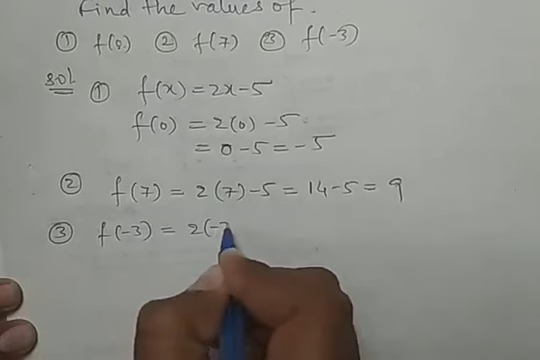 Find the values of.
① f(0) ② f(7) ③ f(-3)
Sol. ① f(x) = 2x-5
f(0) = 2(0) -5
= 0 -5 = -5
② f(7) = 2(7)-5 = 14-5 = 9
③ f(-3) = 2(-3